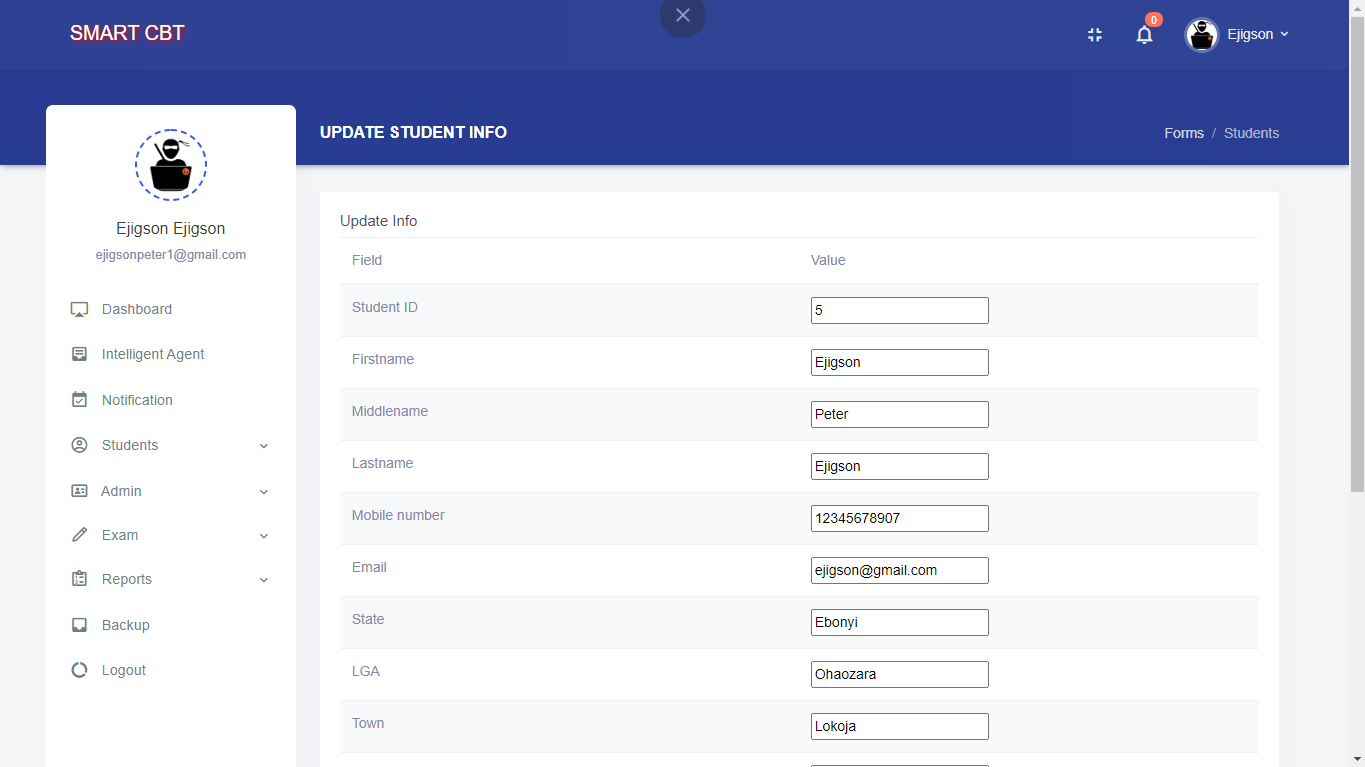 SMART CBT
0
Ejigson
UPDATE STUDENT INFO
Forms / Students
Ejigson Ejigson
ejigsonpeter1@gmail.com
Dashboard
Intelligent Agent
Notification
Students
Admin
Exam
Reports
Backup
Logout
Update Info
Field Value
Student ID 5
Firstname Ejigson
Middlename Peter
Lastname Ejigson
Mobile number 12345678907
Email ejigson@gmail.com
State Ebonyi
LGA Ohaozara
Town Lokoja